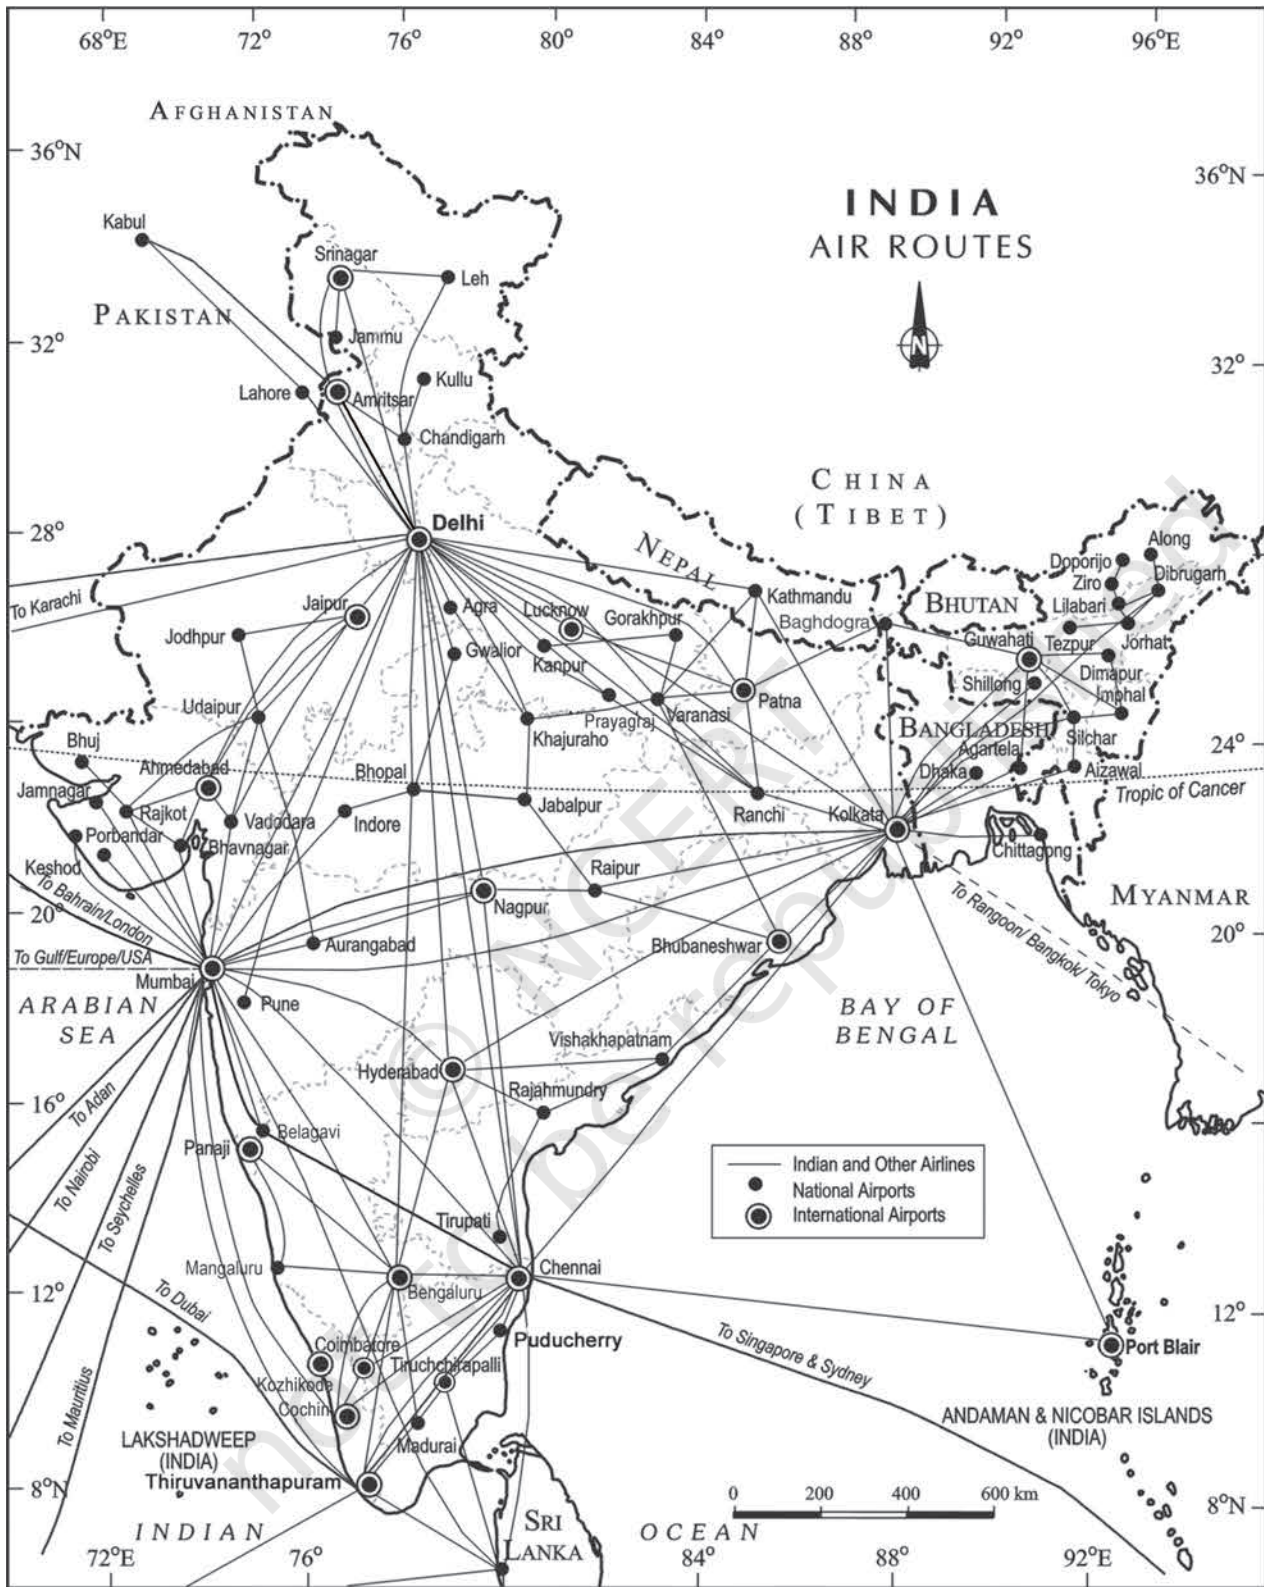 68°E
72°
76°
80°
84°
88°
92°
96°E
AFGHANISTAN
36°N
36°N
INDIA
AIR ROUTES
Kabul
Srinagar
Leh
PAKISTAN
Jammu
N
32°
32°
Kullu
Lahore
Amritsar
Chandigarh
CHINA
(TIBET)
Delhi
28°
28°
NEPAL
Along
Doporijo
Ziro
Dibrugarh
To Karachi
Jaipur
Agra
Lucknow
Gorakhpur
Kathmandu
BHUTAN
Lilabari
Baghdogra
Guwahati
Tezpur
Jorhat
Jodhpur
Gwalior
Kanpur
Shillong
Dimapur
Imphal
Udaipur
Prayagraj
Varanasi
Patna
Khajuraho
BANGLADESH
Silchar
24°
Bhuj
Ahmedabad
Bhopal
Agartela
Dhaka
Aizawal
Jamnagar
Rajkot
Vadodara
Indore
Jabalpur
Ranchi
Kolkata
Tropic of Cancer
Porbandar
Bhavnagar
Chittagong
Keshod
Raipur
To Bahrain/London
Nagpur
MYANMAR
20°
20°
To Rangoon/ Bangkok/ Tokyo
Aurangabad
Bhubaneshwar
To Gulf/Europe/USA
Mumbai
Pune
ARABIAN
SEA
BAY OF
BENGAL
Vishakhapatnam
Hyderabad
Rajahmundry
16°
To Adan
Belagavi
Panaji
To Nairobi
To Seychelles
Indian and Other Airlines
National Airports
International Airports
Tirupati
Mangaluru
Bengaluru
Chennai
12°
12°
To Dubai
Coimbatore
Puducherry
To Singapore & Sydney
Port Blair
Tiruchchirapalli
Kozhikode
Cochin
To Mauritius
Madurai
LAKSHADWEEP
(INDIA)
ANDAMAN & NICOBAR ISLANDS
(INDIA)
Thiruvananthapuram
8°N
8°N
0 200 400 600 km
INDIAN
OCEAN
SRI
LANKA
72°E
76°
84°
88°
92°E
© NCERT
not to be republished